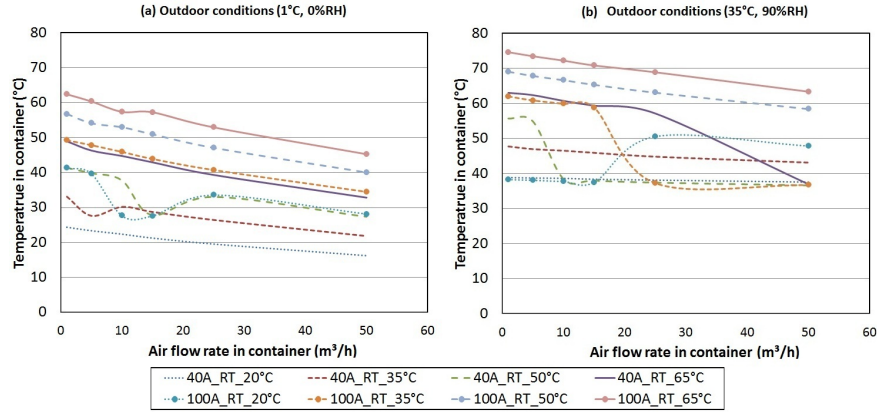 (a) Outdoor conditions (1°C, 0%RH)
80
70
60
50
40
30
20
10
0
Temperatrue in container (°C)
0 10 20 30 40 50 60
Air flow rate in container (m³/h)
(b) Outdoor conditions (35°C, 90%RH)
80
70
60
50
40
30
20
10
0
Temperature in container (°C)
0 10 20 30 40 50 60
Air flow rate in container (m³/h)
40A_RT_20°C 40A_RT_35°C 40A_RT_50°C 40A_RT_65°C
100A_RT_20°C 100A_RT_35°C 100A_RT_50°C 100A_RT_65°C